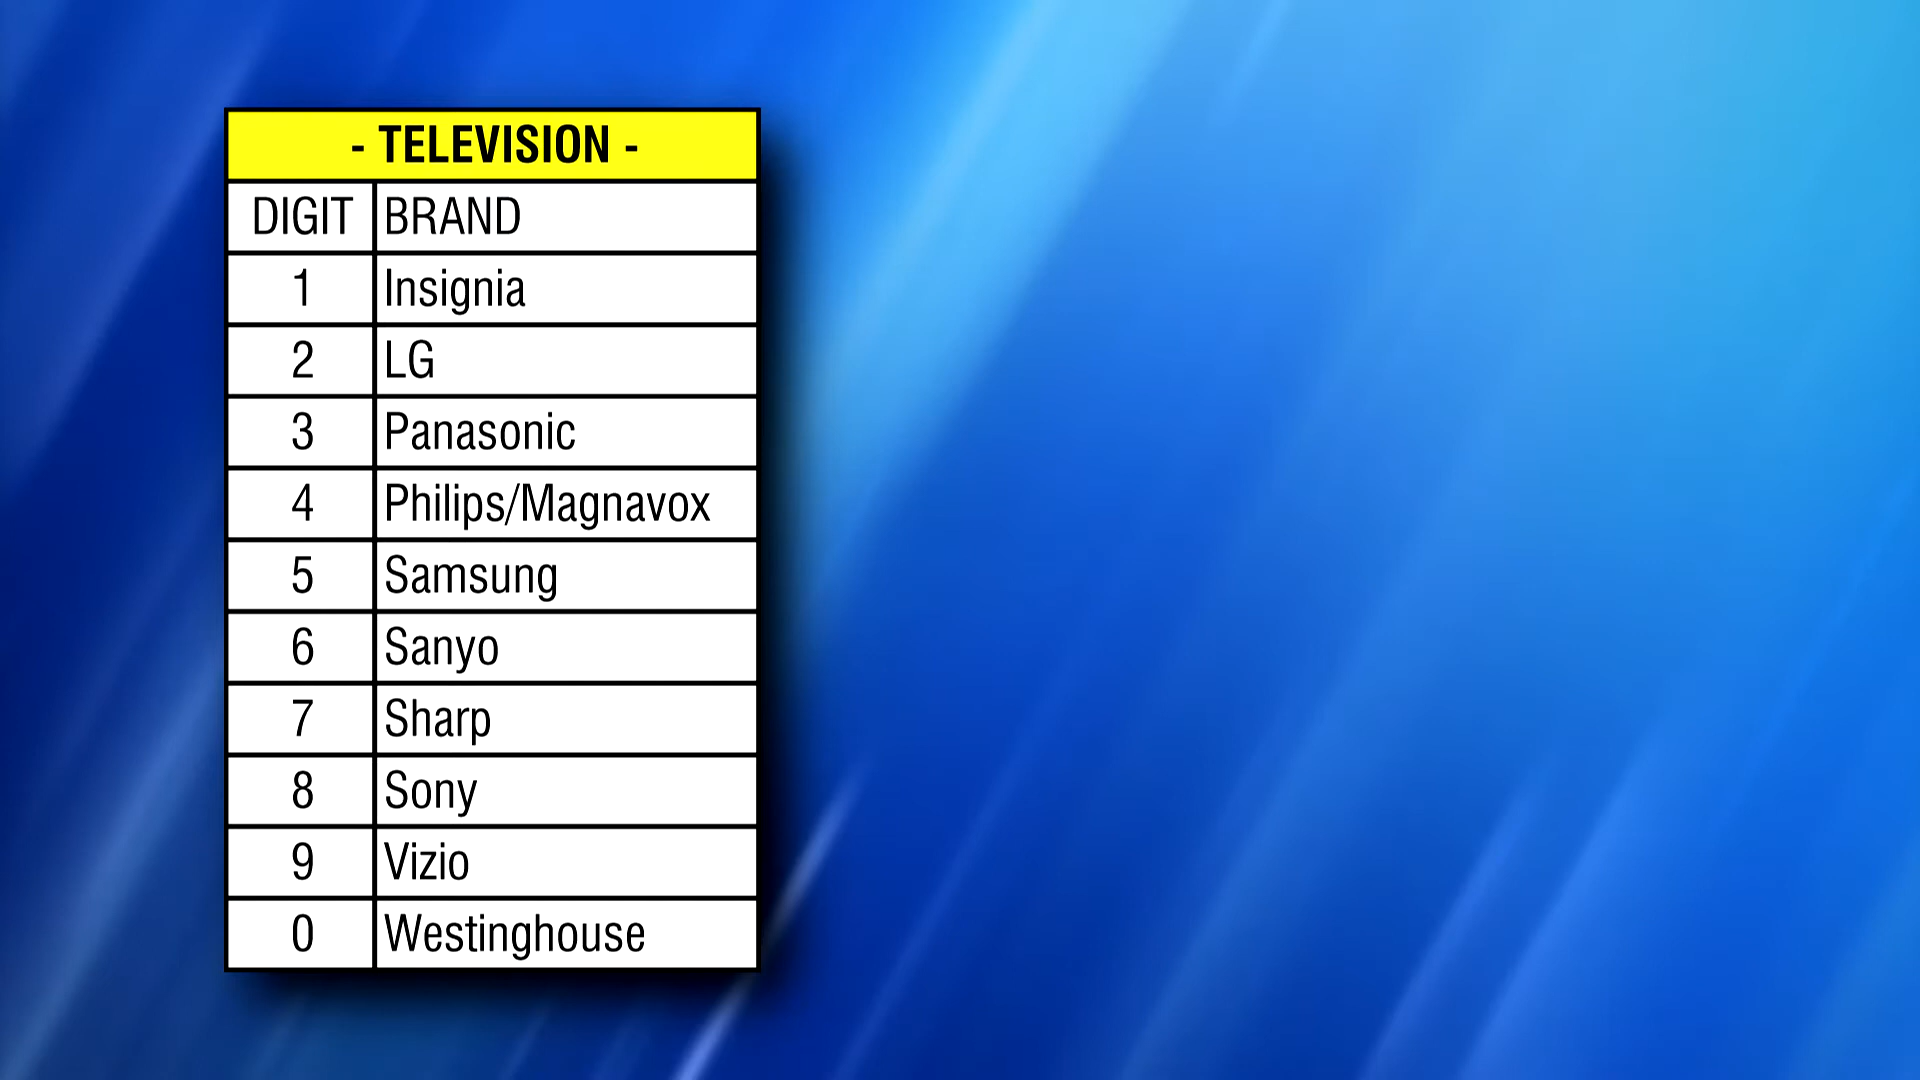 - TELEVISION -
DIGIT BRAND
1 Insignia
2 LG
3 Panasonic
4 Philips/Magnavox
5 Samsung
6 Sanyo
7 Sharp
8 Sony
9 Vizio
0 Westinghouse